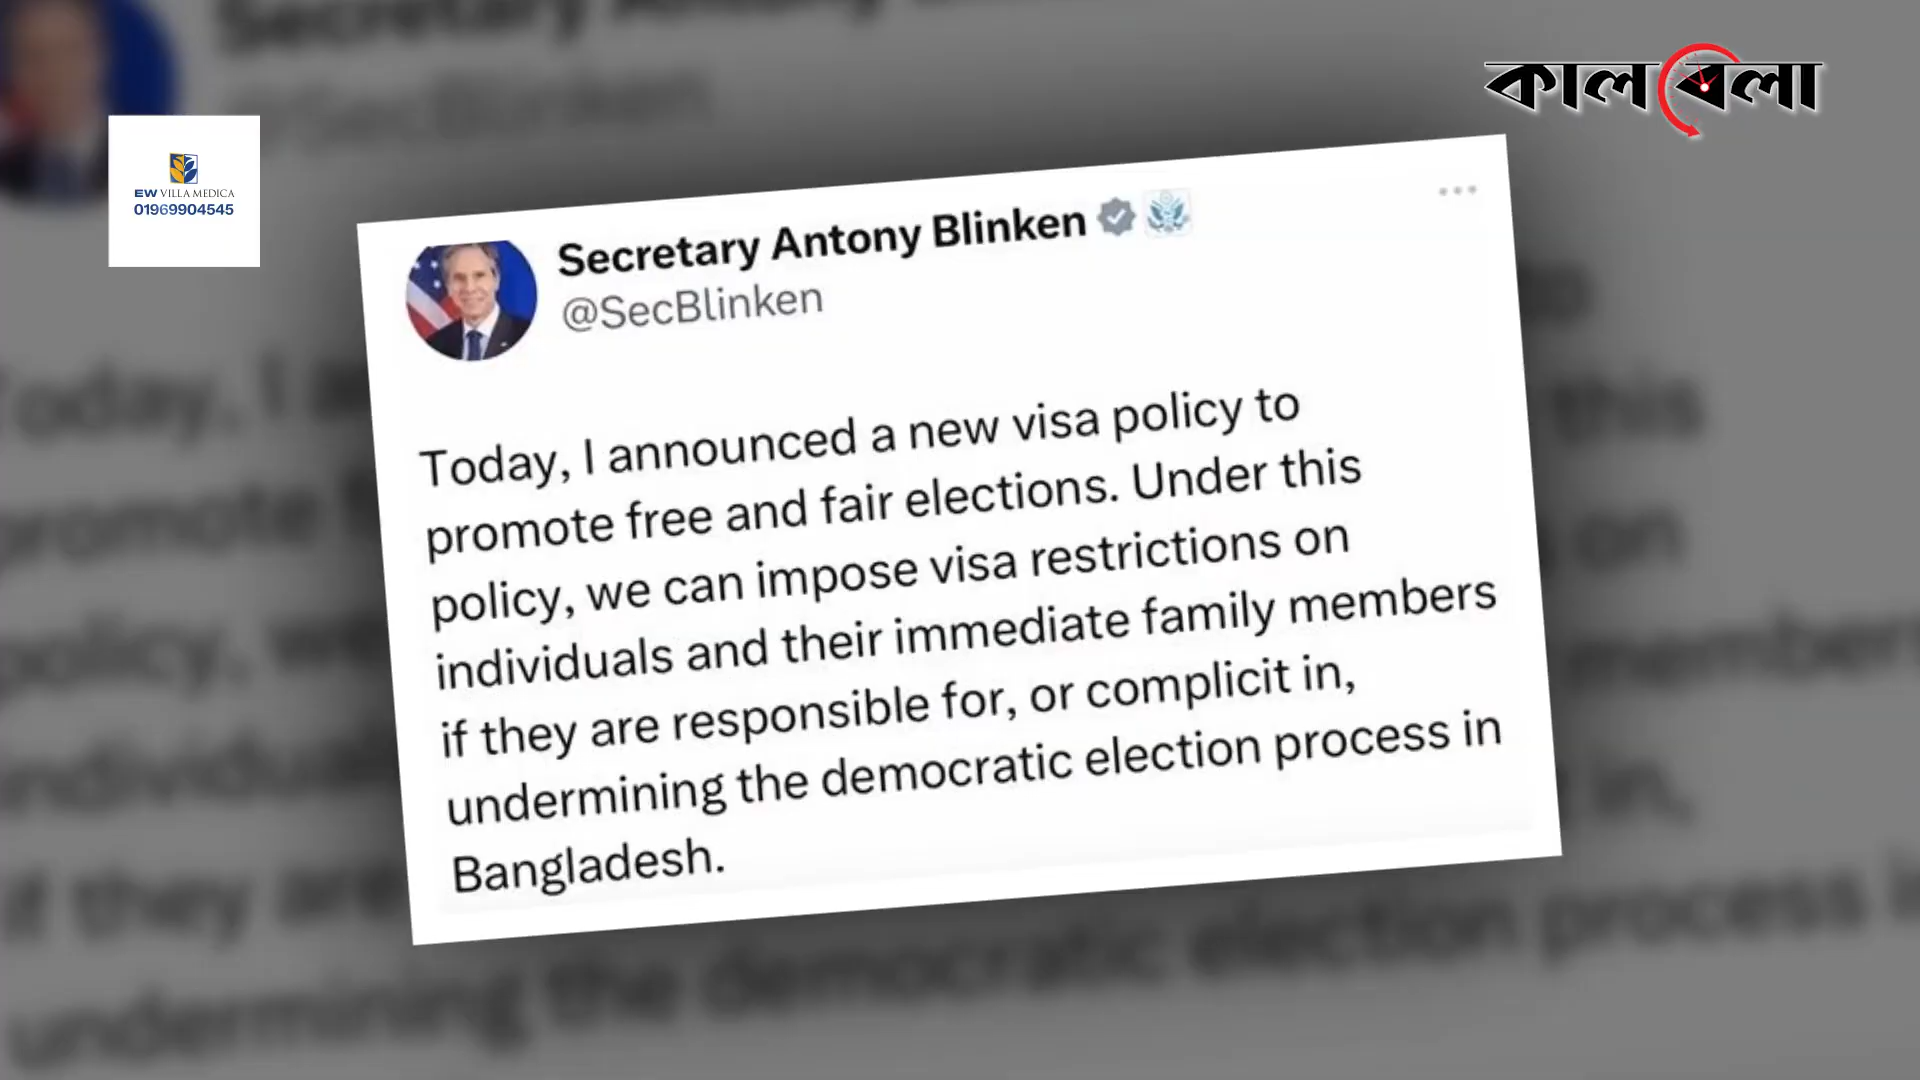 কালবেলা
EW VILLA MEDICA
01969904545
Secretary Antony Blinken
@SecBlinken
Today, I announced a new visa policy to
promote free and fair elections. Under this
policy, we can impose visa restrictions on
individuals and their immediate family members
if they are responsible for, or complicit in,
undermining the democratic election process in
Bangladesh.